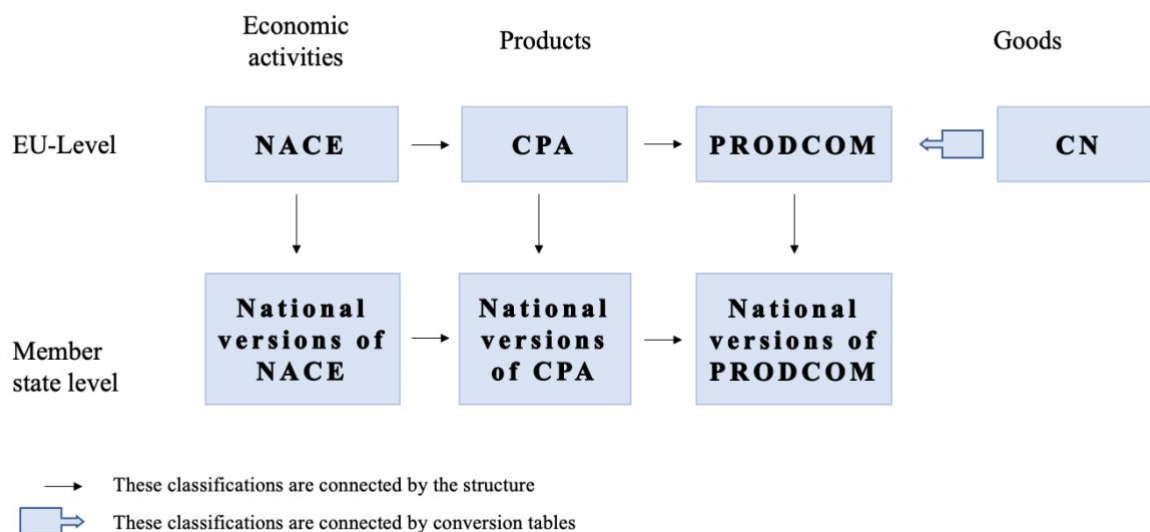 Economic
activities
Products
Goods
EU-Level
NACE
CPA
PRODCOM
CN
Member
state level
National
versions of
NACE
National
versions
of CPA
National
versions of
PRODCOM
These classifications are connected by the structure
These classifications are connected by conversion tables